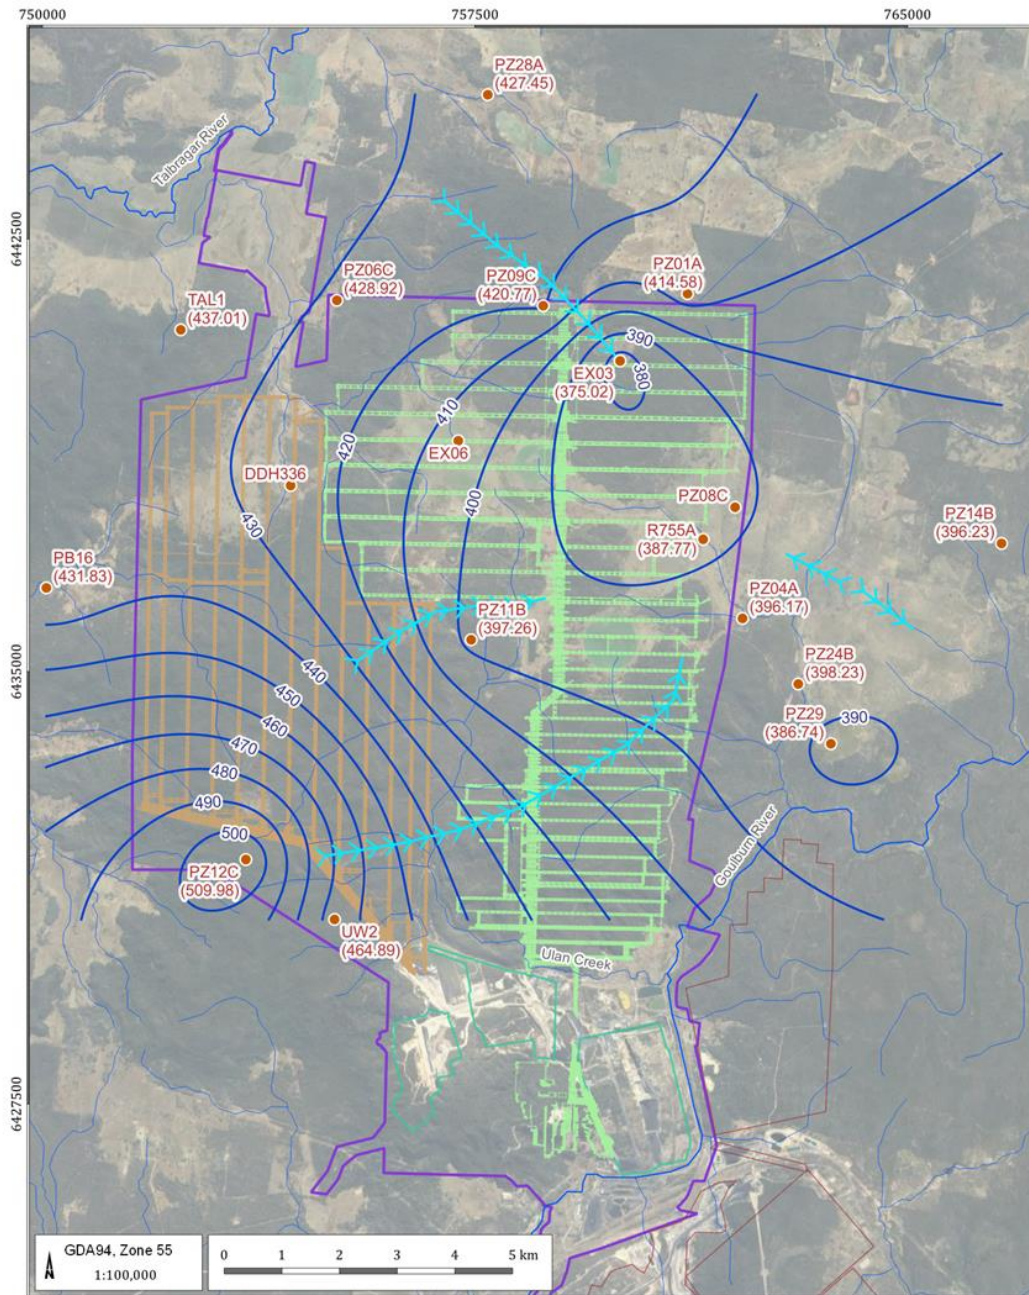 750000
757500
765000
6442500
6435000
6427500
PZ28A
(427.45)
Talbragar River
PZ06C
(428.92)
PZ09C
(420.77)
PZ01A
(414.58)
TAL1
(437.01)
390
EX03
(375.02)
380
410
420
EX06
400
DDH336
430
PZ08C
R755A
(387.77)
PZ14B
(396.23)
PB16
(431.83)
PZ11B
(397.26)
PZ04A
(396.17)
440
450
460
470
480
490
500
PZ24B
(398.23)
PZ29
(386.74)
390
Goulburn River
PZ12C
(509.98)
UW2
(464.89)
Ulan Creek
GDA94, Zone 55
1:100,000
N
0 1 2 3 4 5 km